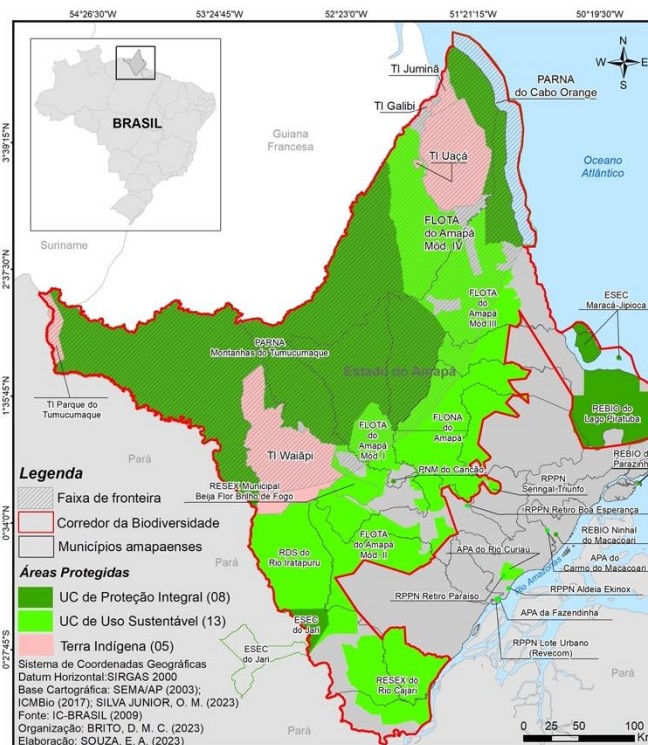 54°26'30"W
53°24'45"W
52°23'0"W
51°21'15"W
50°19'30"W
3°39'15"N
2°37'30"N
1°35'45"N
0°34'0"N
0°27'45"N
BRASIL
N
W
E
S
Guiana
Francesa
Suriname
Oceano
Atlântico
TI Juminã
TI Galibi
TI Uaçá
PARNA
do Cabo Orange
FLOTA
do Amapá
Mód. IV
FLOTA
do
Amapá
Mód III
ESEC
Maracá-Jipioca
PARNA
Montanhas do Tumucumaque
Estado do Amapá
TI Parque do
Tumucumaque
REBIO do
Lago Piratuba
FLONA
do
Amapá
FLOTA
do
Amapá
Mód. I
TI Waiãpi
Pará
PNM do Cancão
REBIO d
Parazinh
RPPN
Seringal-Triunfo
RESEX Municipal
Beija Flor Brilho de Fogo
RPPN Retiro Boa Esperança
FLOTA
do Amapá
Mód. II
REBIO Ninhal
do Macacoari
RDS do
Rio Iratapuru
APA do Rio Curiaú
APA do
Carmo do Macacoari
Rio Amazonas
RPPN Retiro Paraíso
RPPN Aldeia Ekinox
APA da Fazendinha
ESEC
do Jari
ESEC
do Jari
RPPN Lote Urbano
(Revecom)
RESEX do
Rio Cajari
Pará
Pará
Pará
Legenda
Faixa de fronteira
Corredor da Biodiversidade
Municípios amapaenses
Áreas Protegidas
UC de Proteção Integral (08)
UC de Uso Sustentável (13)
Terra Indígena (05)
Sistema de Coordenadas Geográficas
Datum Horizontal:SIRGAS 2000
Base Cartográfica: SEMA/AP (2003);
ICMBio (2017); SILVA JUNIOR, O. M. (2023)
Fonte: IC-BRASIL (2009)
Organização: BRITO, D. M. C. (2023)
Elaboração: SOUZA, E. A. (2023)
0 25 50 100
Km